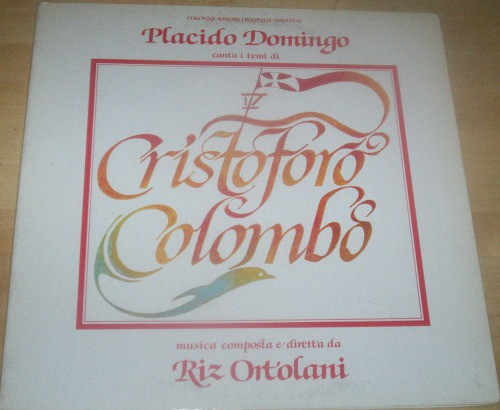 Placido Domingo
canta i temi di
Cristoforo
Colombo
musica composta e diretta da
Riz Ortolani